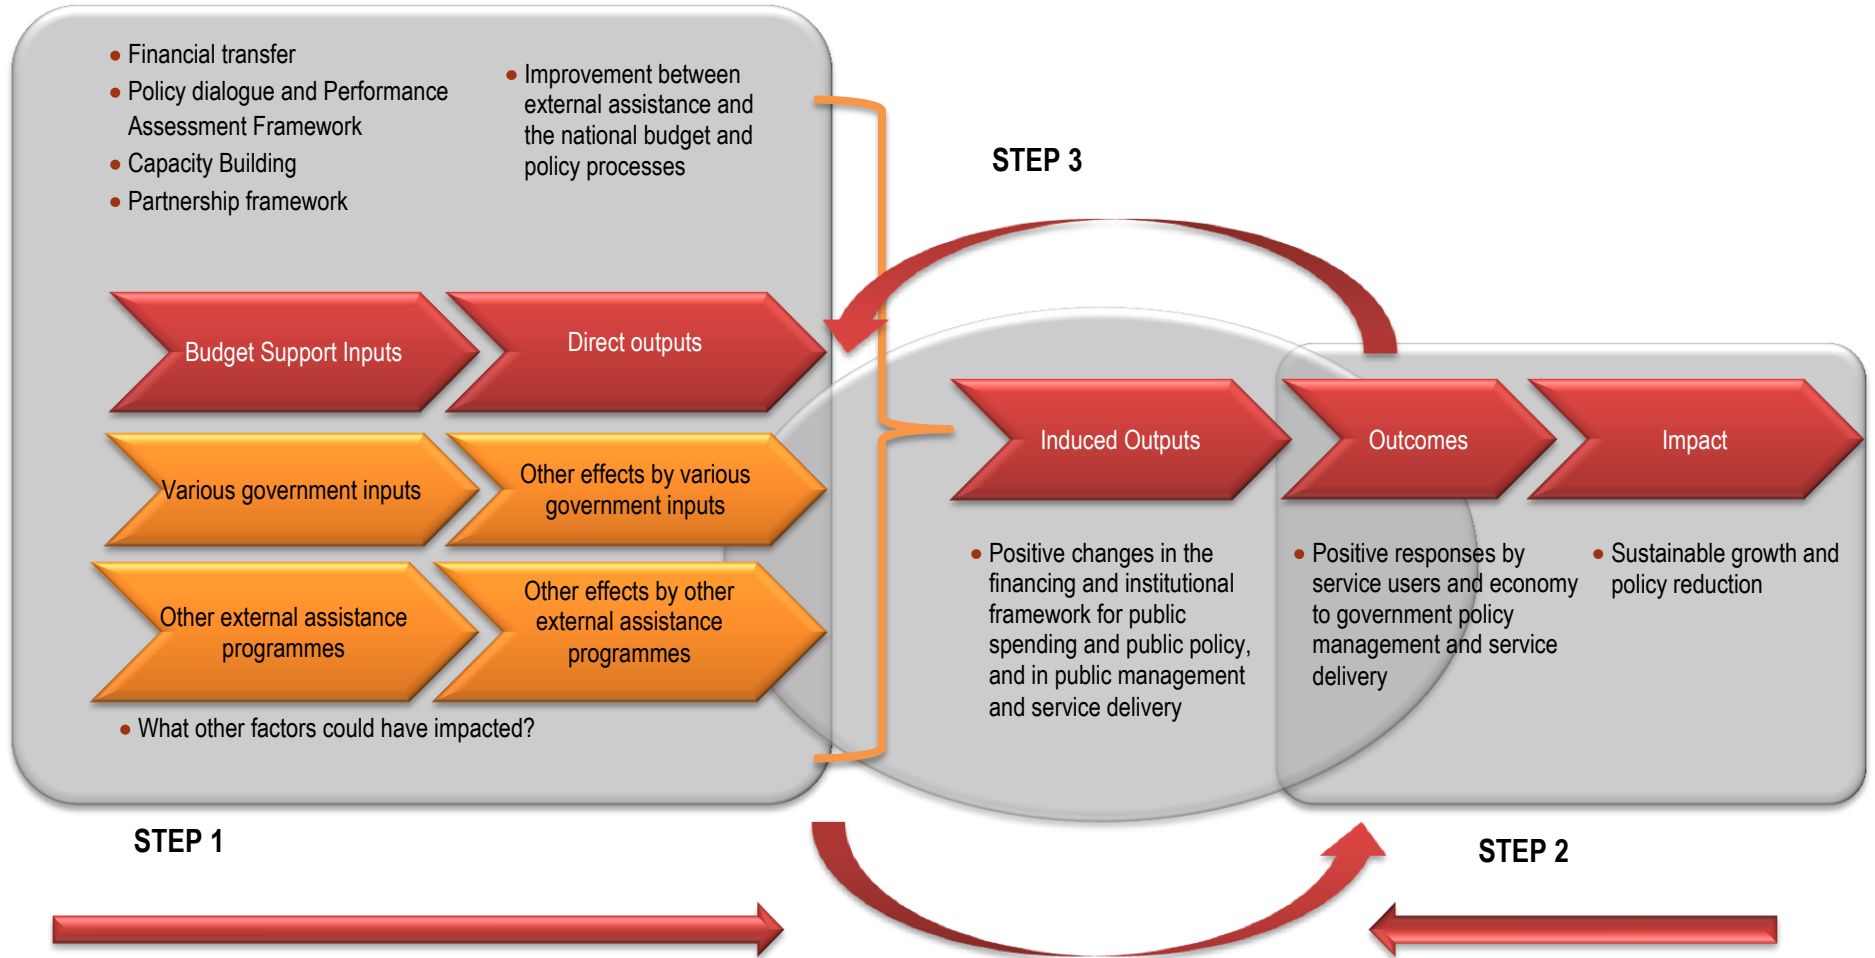 Financial transfer
Policy dialogue and Performance
Assessment Framework
Capacity Building
Partnership framework
Improvement between
external assistance and
the national budget and
policy processes
STEP 3
Budget Support Inputs
Direct outputs
Various government inputs
Other effects by various
government inputs
Other external assistance
programmes
Other effects by other
external assistance
programmes
What other factors could have impacted?
Induced Outputs
Outcomes
Impact
Positive changes in the
financing and institutional
framework for public
spending and public policy,
and in public management
and service delivery
Positive responses by
service users and economy
to government policy
management and service
delivery
Sustainable growth and
policy reduction
STEP 1
STEP 2